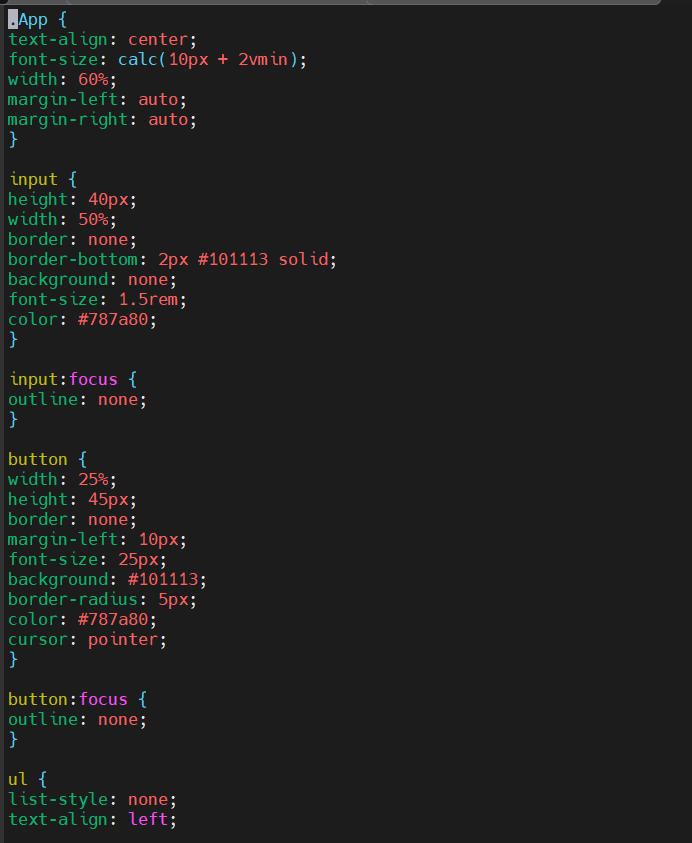 .App {
text-align: center;
font-size: calc(10px + 2vmin);
width: 60%;
margin-left: auto;
margin-right: auto;
}

input {
height: 40px;
width: 50%;
border: none;
border-bottom: 2px #101113 solid;
background: none;
font-size: 1.5rem;
color: #787a80;
}

input:focus {
outline: none;
}

button {
width: 25%;
height: 45px;
border: none;
margin-left: 10px;
font-size: 25px;
background: #101113;
border-radius: 5px;
color: #787a80;
cursor: pointer;
}

button:focus {
outline: none;
}

ul {
list-style: none;
text-align: left;